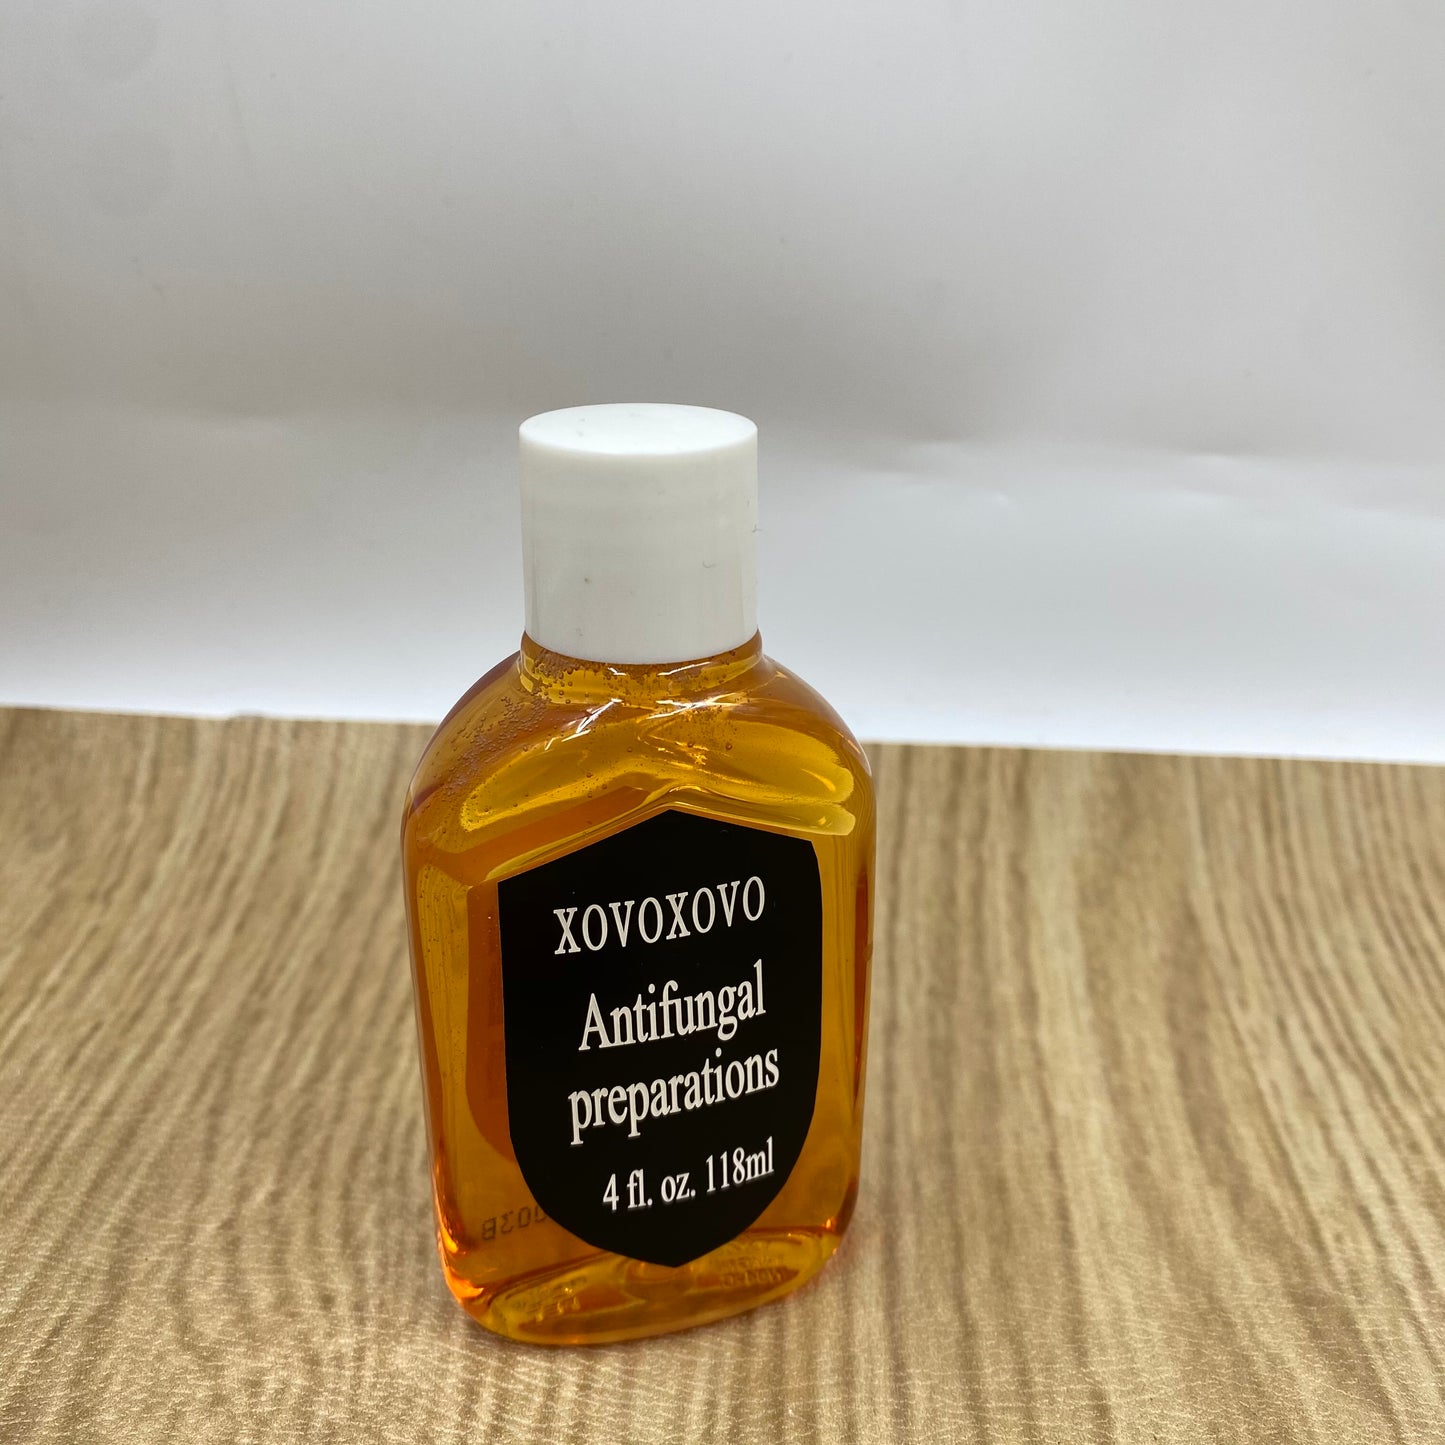 XOVOXOVO
Antifungal
preparations
4 fl. oz. 118ml